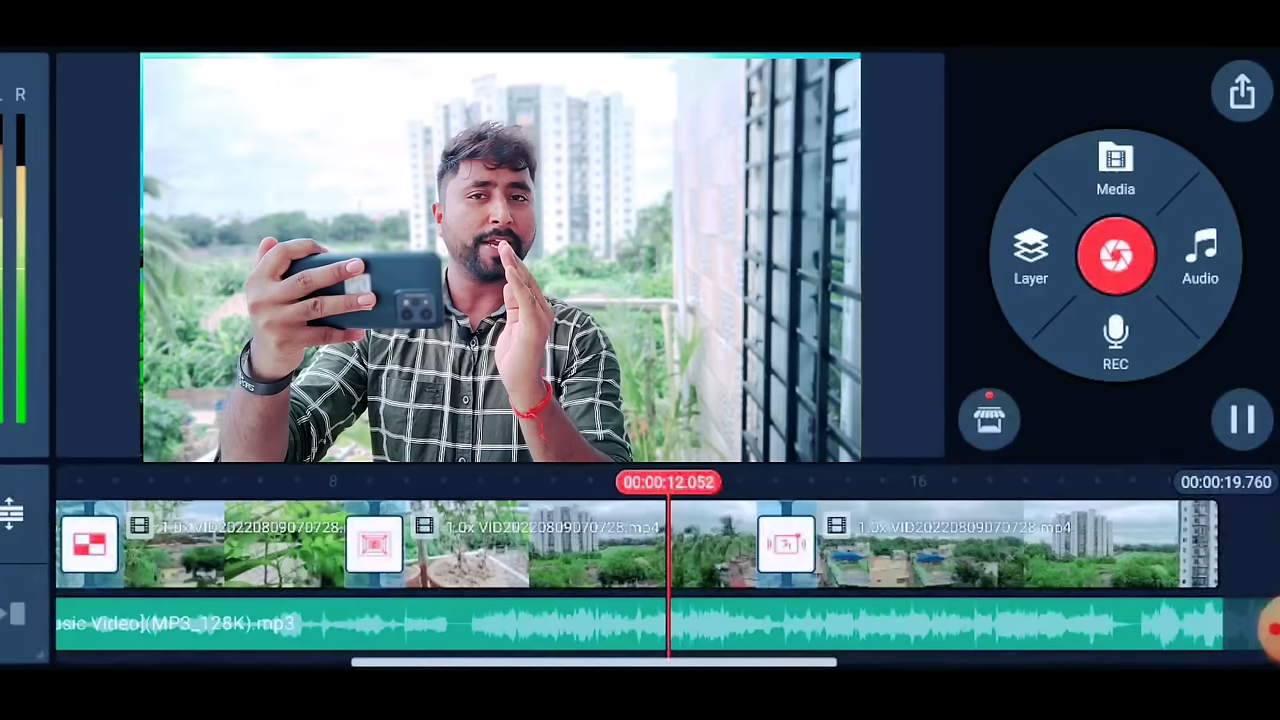 R
Media
Layer
Audio
REC
8
00:00:12.052
16
00:00:19.760
1.0x VID20220809070728.
1.0x VID20220809070728.mp4
1.0x VID20220809070728.mp4
usic Video](MP3_128K).mp3